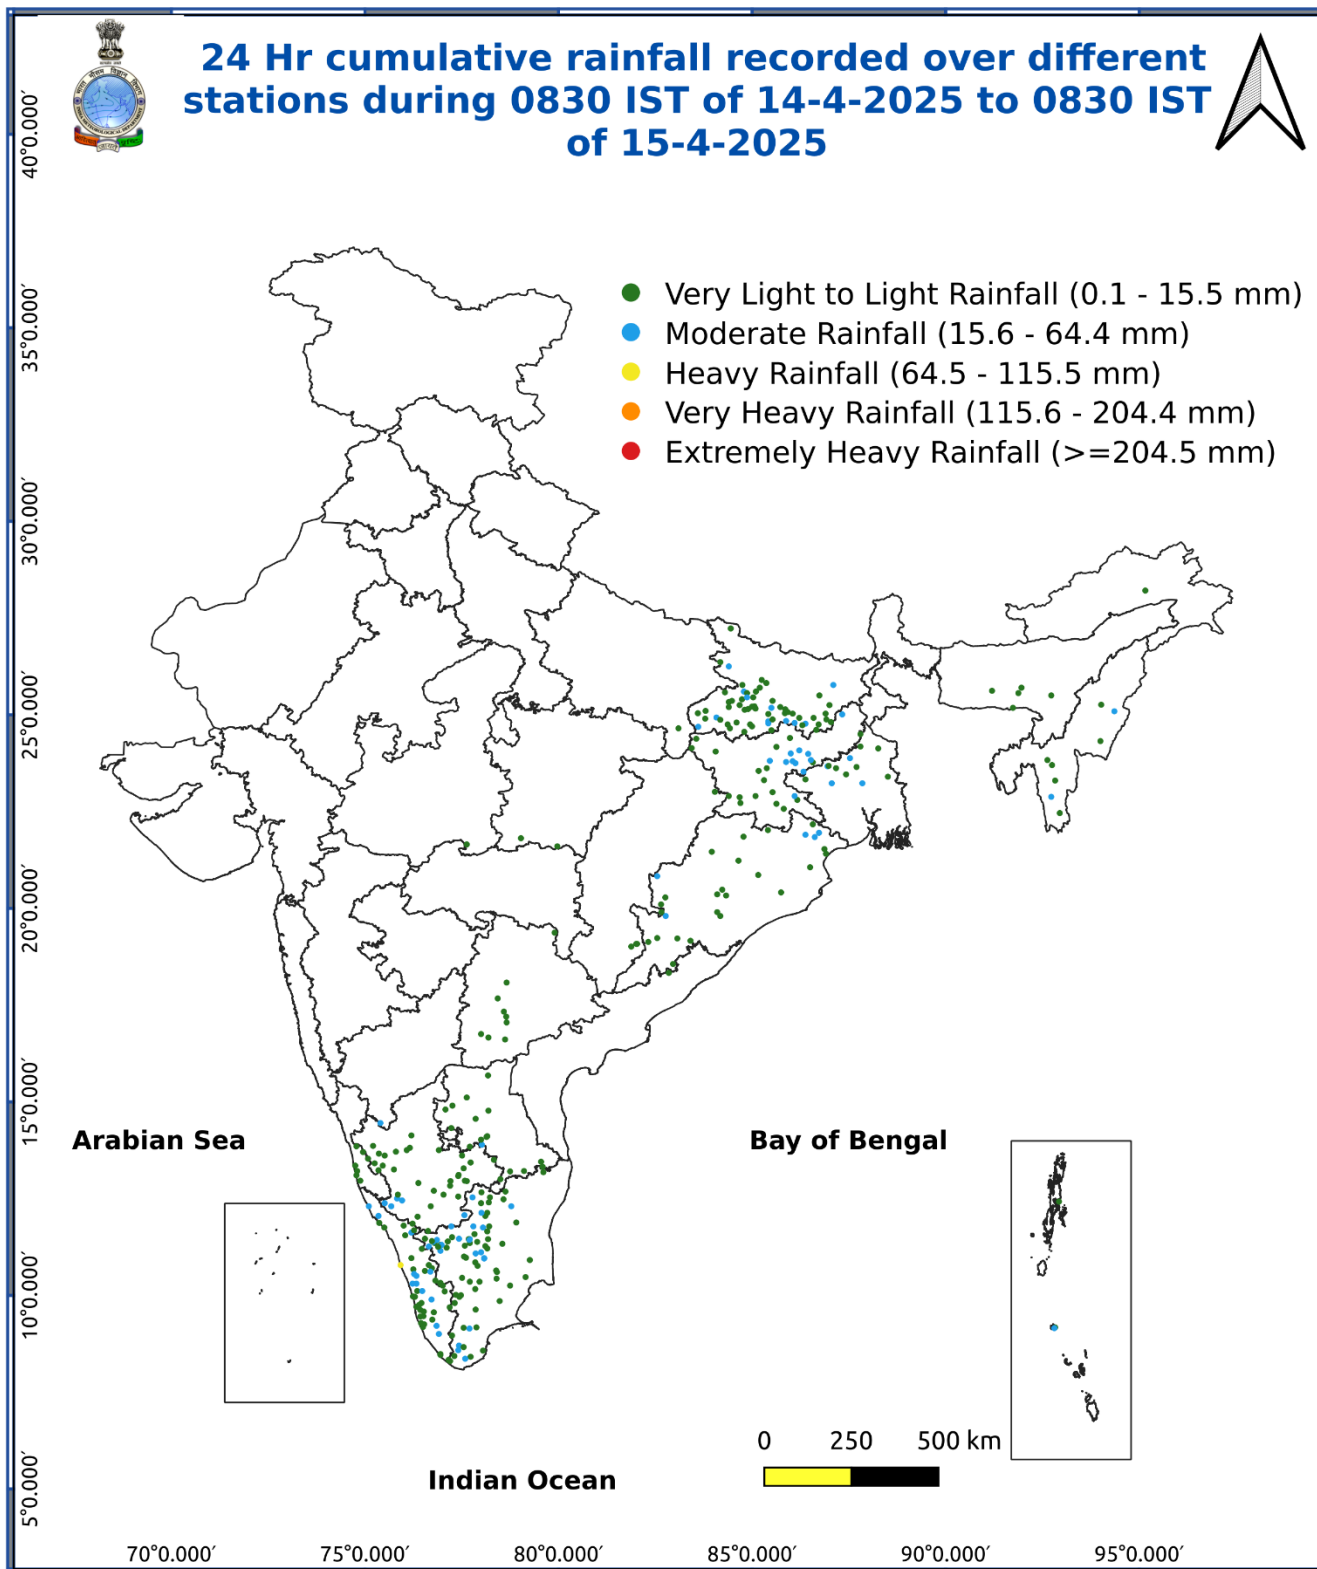 24 Hr cumulative rainfall recorded over different
stations during 0830 IST of 14-4-2025 to 0830 IST
of 15-4-2025
Very Light to Light Rainfall (0.1 - 15.5 mm)
Moderate Rainfall (15.6 - 64.4 mm)
Heavy Rainfall (64.5 - 115.5 mm)
Very Heavy Rainfall (115.6 - 204.4 mm)
Extremely Heavy Rainfall (>=204.5 mm)
40°0.000′
35°0.000′
30°0.000′
25°0.000′
20°0.000′
15°0.000′
10°0.000′
5°0.000′
Arabian Sea
Bay of Bengal
Indian Ocean
0 250 500 km
70°0.000′ 75°0.000′ 80°0.000′ 85°0.000′ 90°0.000′ 95°0.000′